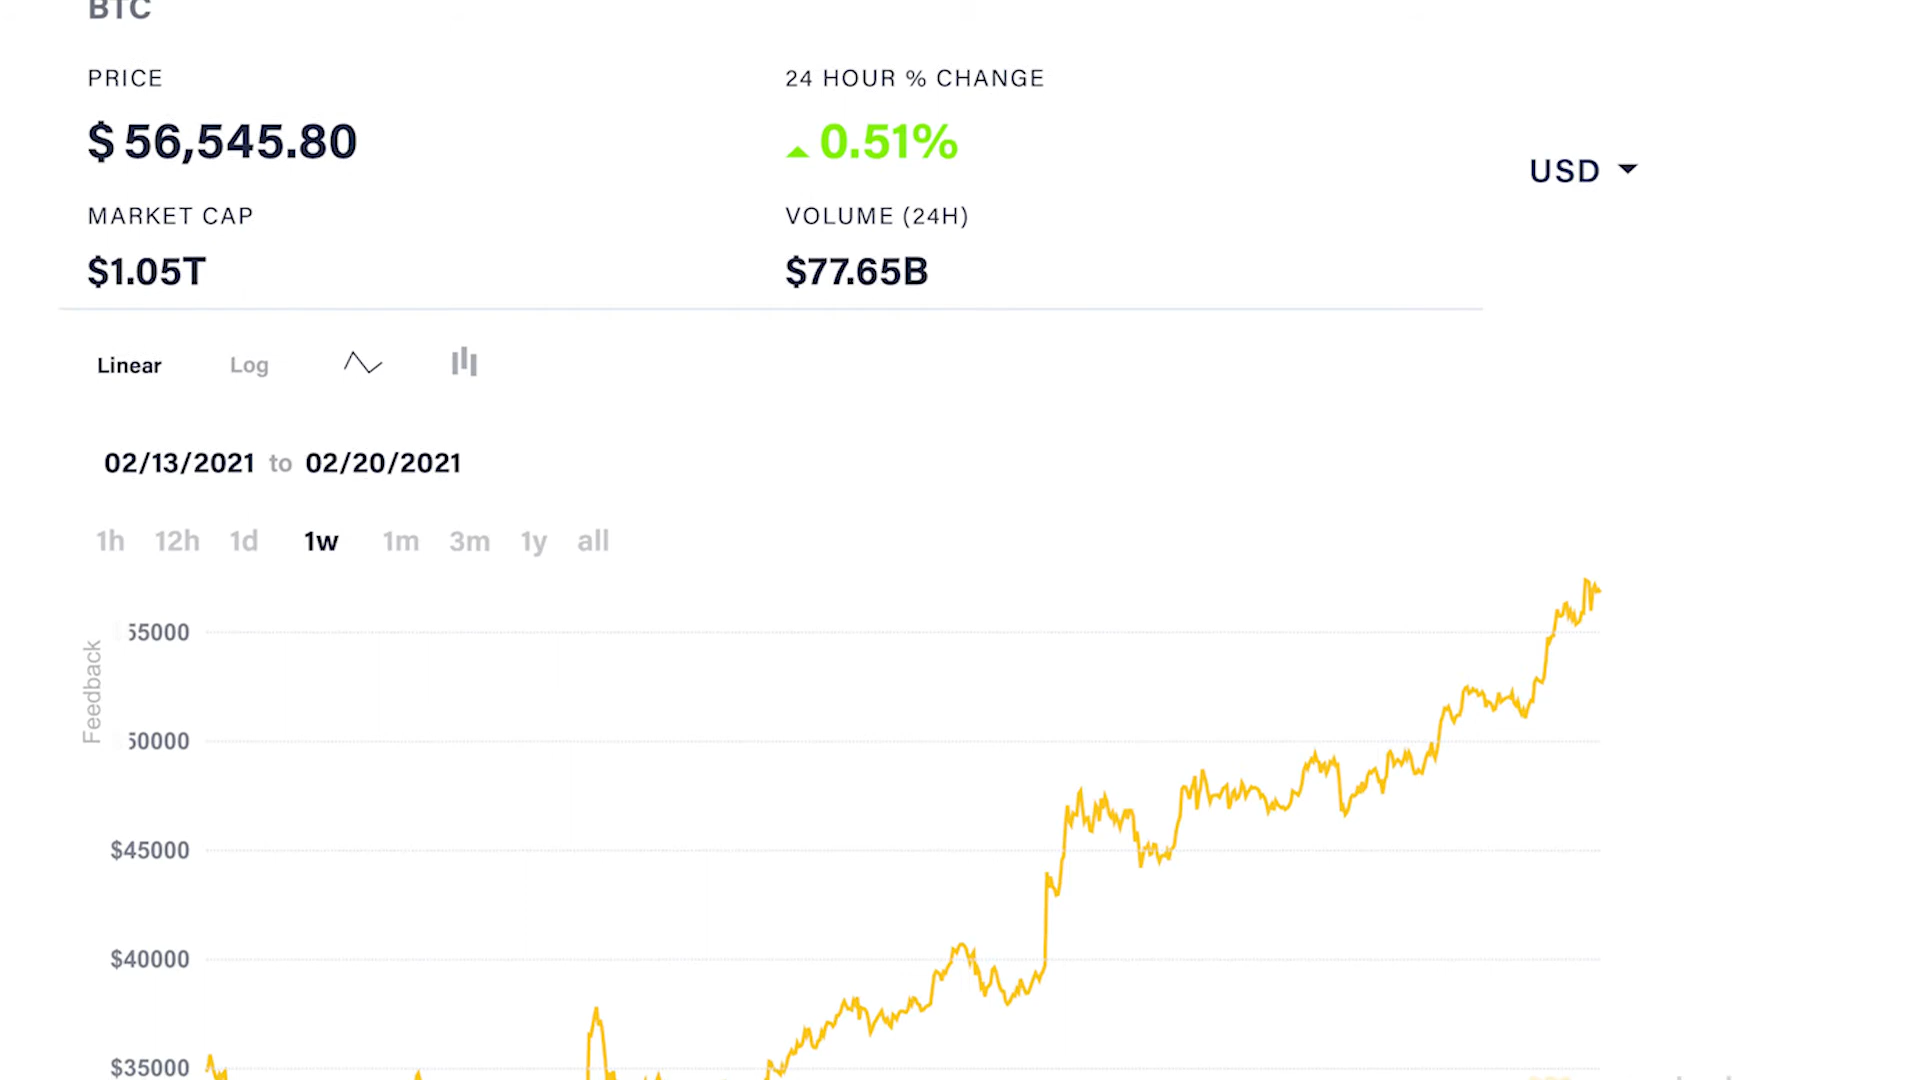 BTC
PRICE
24 HOUR % CHANGE
$ 56,545.80
0.51%
USD
MARKET CAP
VOLUME (24H)
$1.05T
$77.65B
Linear
Log
02/13/2021 to 02/20/2021
1h 12h 1d 1w 1m 3m 1y all
55000
Feedback
50000
$45000
$40000
$35000